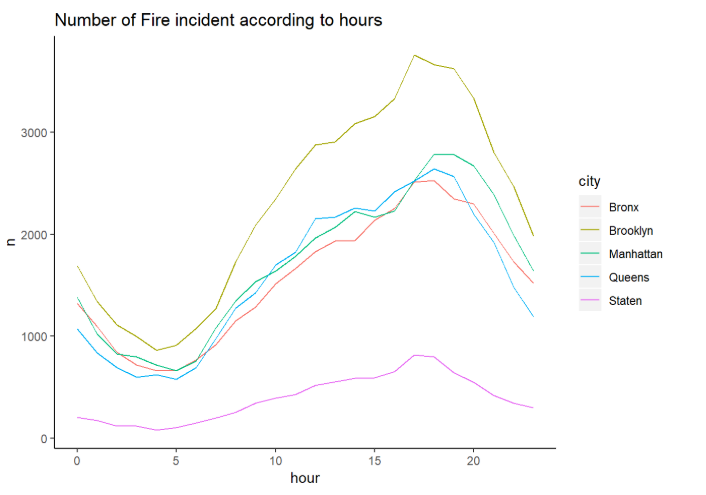 Number of Fire incident according to hours
n
3000
2000
1000
0
0 5 10 15 20
hour
city
Bronx
Brooklyn
Manhattan
Queens
Staten